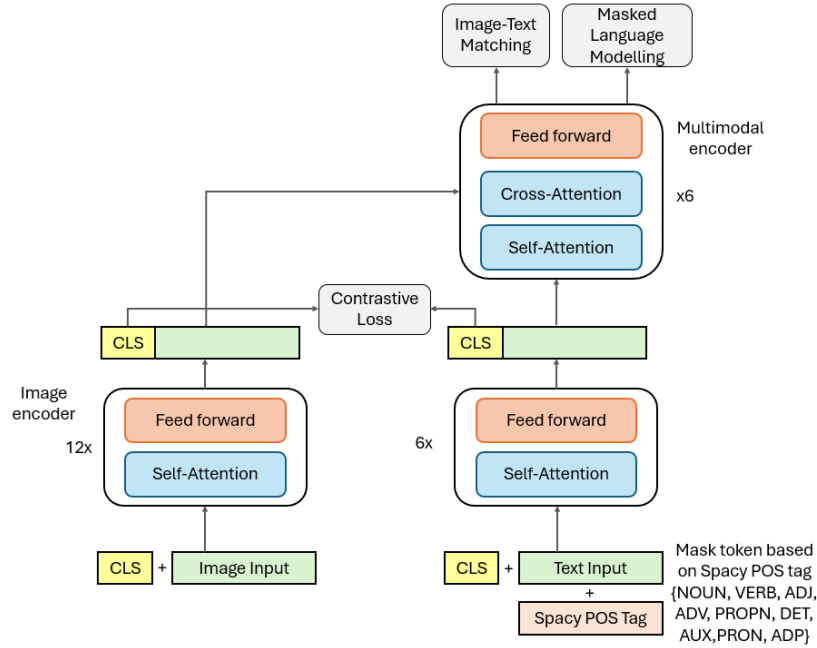 Image-Text
Matching
Masked
Language
Modelling
Feed forward
Multimodal
encoder
Cross-Attention
x6
Self-Attention
Contrastive
Loss
CLS
CLS
Image
encoder
Feed forward
12x
Self-Attention
Feed forward
6x
Self-Attention
CLS + Image Input
CLS + Text Input
+
Spacy POS Tag
Mask token based
on Spacy POS tag
{NOUN, VERB, ADJ,
ADV, PROPN, DET,
AUX,PRON, ADP}